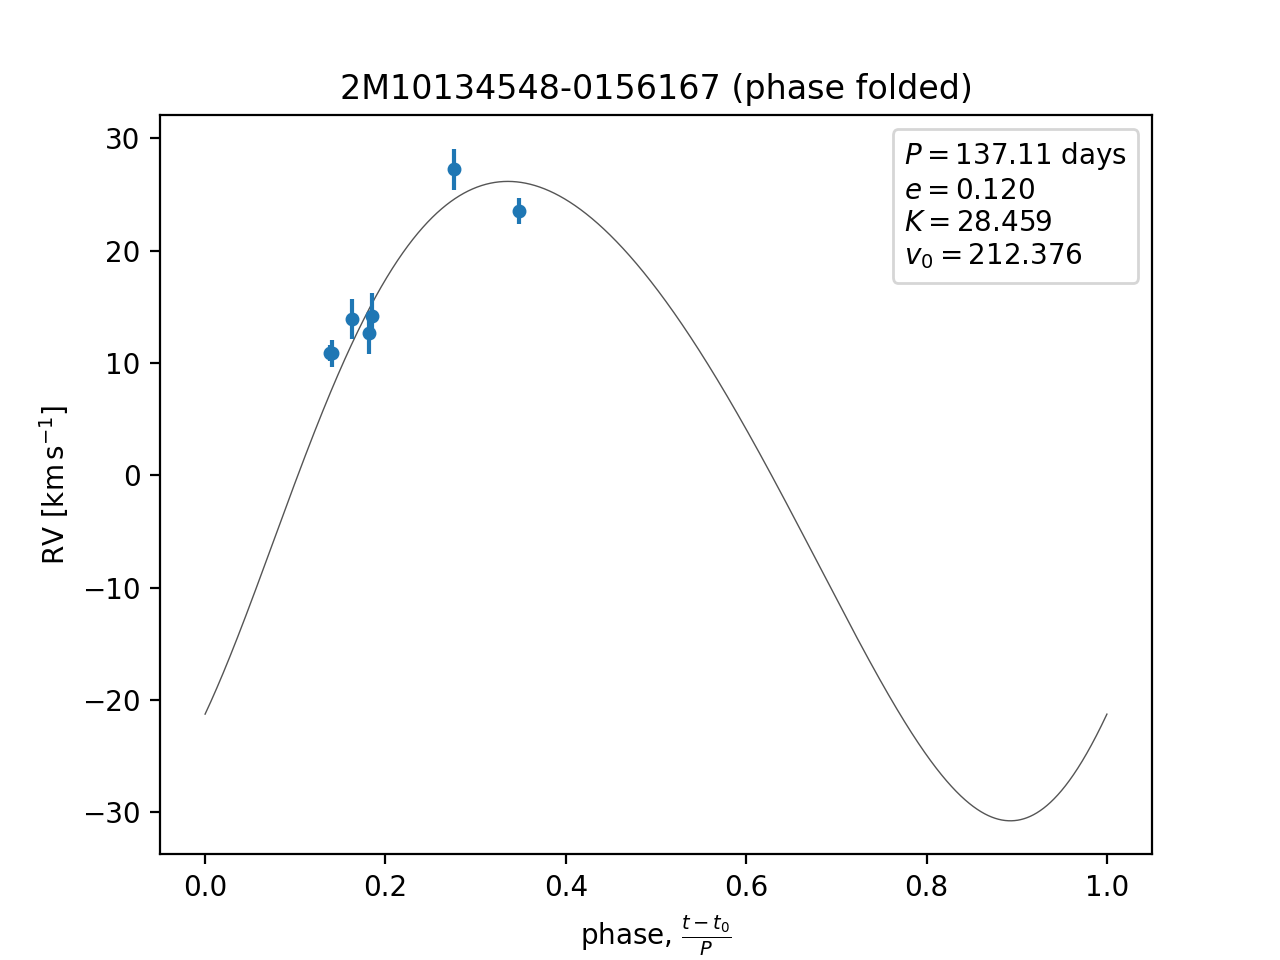 2M10134548-0156167 (phase folded)
P = 137.11 days
e = 0.120
K = 28.459
v₀ = 212.376
RV [km s⁻¹]
30
20
10
0
−10
−20
−30
0.0 0.2 0.4 0.6 0.8 1.0
phase, (t − t₀)/P